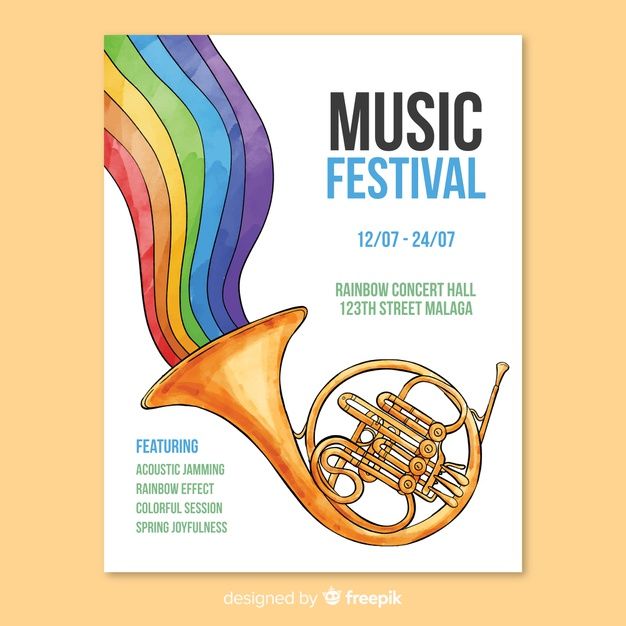 MUSIC
FESTIVAL
12/07 - 24/07
RAINBOW CONCERT HALL
123TH STREET MALAGA
FEATURING
ACOUSTIC JAMMING
RAINBOW EFFECT
COLORFUL SESSION
SPRING JOYFULNESS
designed by freepik